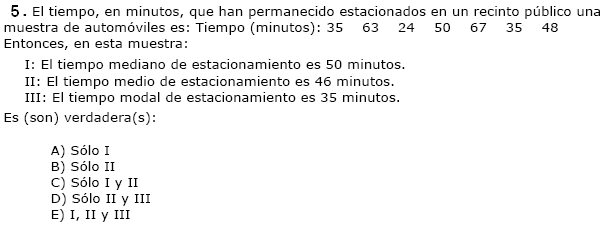 5. El tiempo, en minutos, que han permanecido estacionados en un recinto público una
muestra de automóviles es: Tiempo (minutos): 35 63 24 50 67 35 48
Entonces, en esta muestra:
I: El tiempo mediano de estacionamiento es 50 minutos.
II: El tiempo medio de estacionamiento es 46 minutos.
III: El tiempo modal de estacionamiento es 35 minutos.
Es (son) verdadera(s):
A) Sólo I
B) Sólo II
C) Sólo I y II
D) Sólo II y III
E) I, II y III